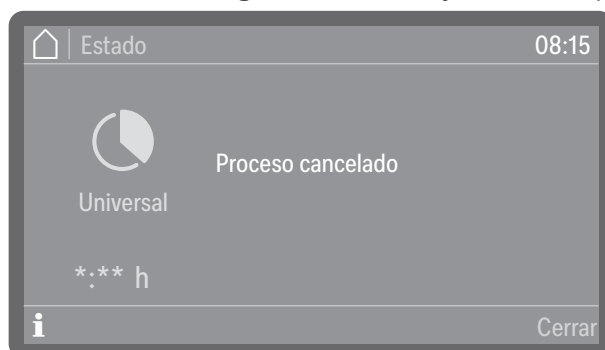 Estado 08:15
Proceso cancelado
Universal
*:** h
i Cerrar